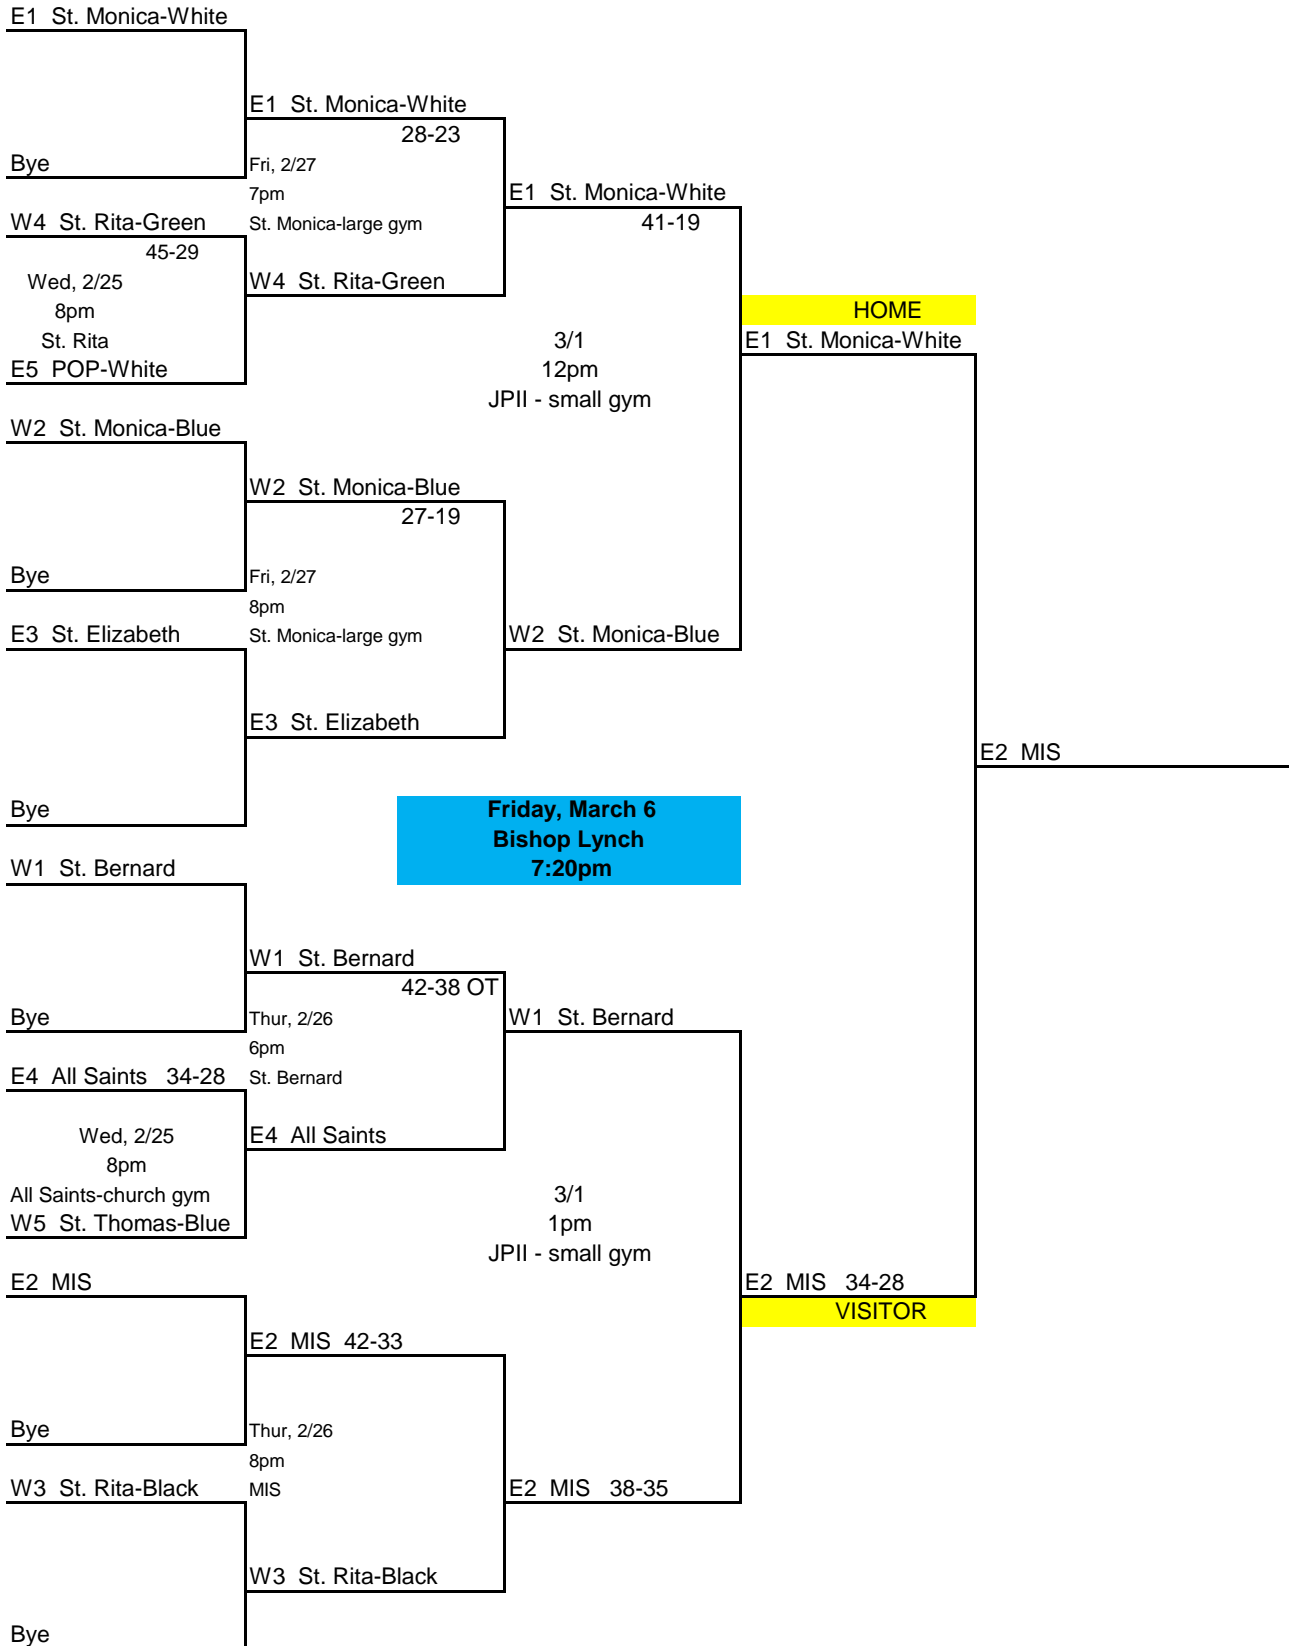 E1 St. Monica-White
E1 St. Monica-White
28-23
Bye
Fri, 2/27
7pm
E1 St. Monica-White
W4 St. Rita-Green
St. Monica-large gym
41-19
45-29
Wed, 2/25
W4 St. Rita-Green
8pm
HOME
St. Rita
3/1
E1 St. Monica-White
E5 POP-White
12pm
JPII - small gym
W2 St. Monica-Blue
W2 St. Monica-Blue
27-19
Bye
Fri, 2/27
8pm
E3 St. Elizabeth
St. Monica-large gym
W2 St. Monica-Blue
E3 St. Elizabeth
E2 MIS
Bye
Friday, March 6
Bishop Lynch
7:20pm
W1 St. Bernard
W1 St. Bernard
42-38 OT
Bye
Thur, 2/26
W1 St. Bernard
6pm
E4 All Saints 34-28
St. Bernard
Wed, 2/25
E4 All Saints
8pm
All Saints-church gym
3/1
W5 St. Thomas-Blue
1pm
JPII - small gym
E2 MIS
E2 MIS 34-28
VISITOR
E2 MIS 42-33
Bye
Thur, 2/26
8pm
W3 St. Rita-Black
MIS
E2 MIS 38-35
W3 St. Rita-Black
Bye